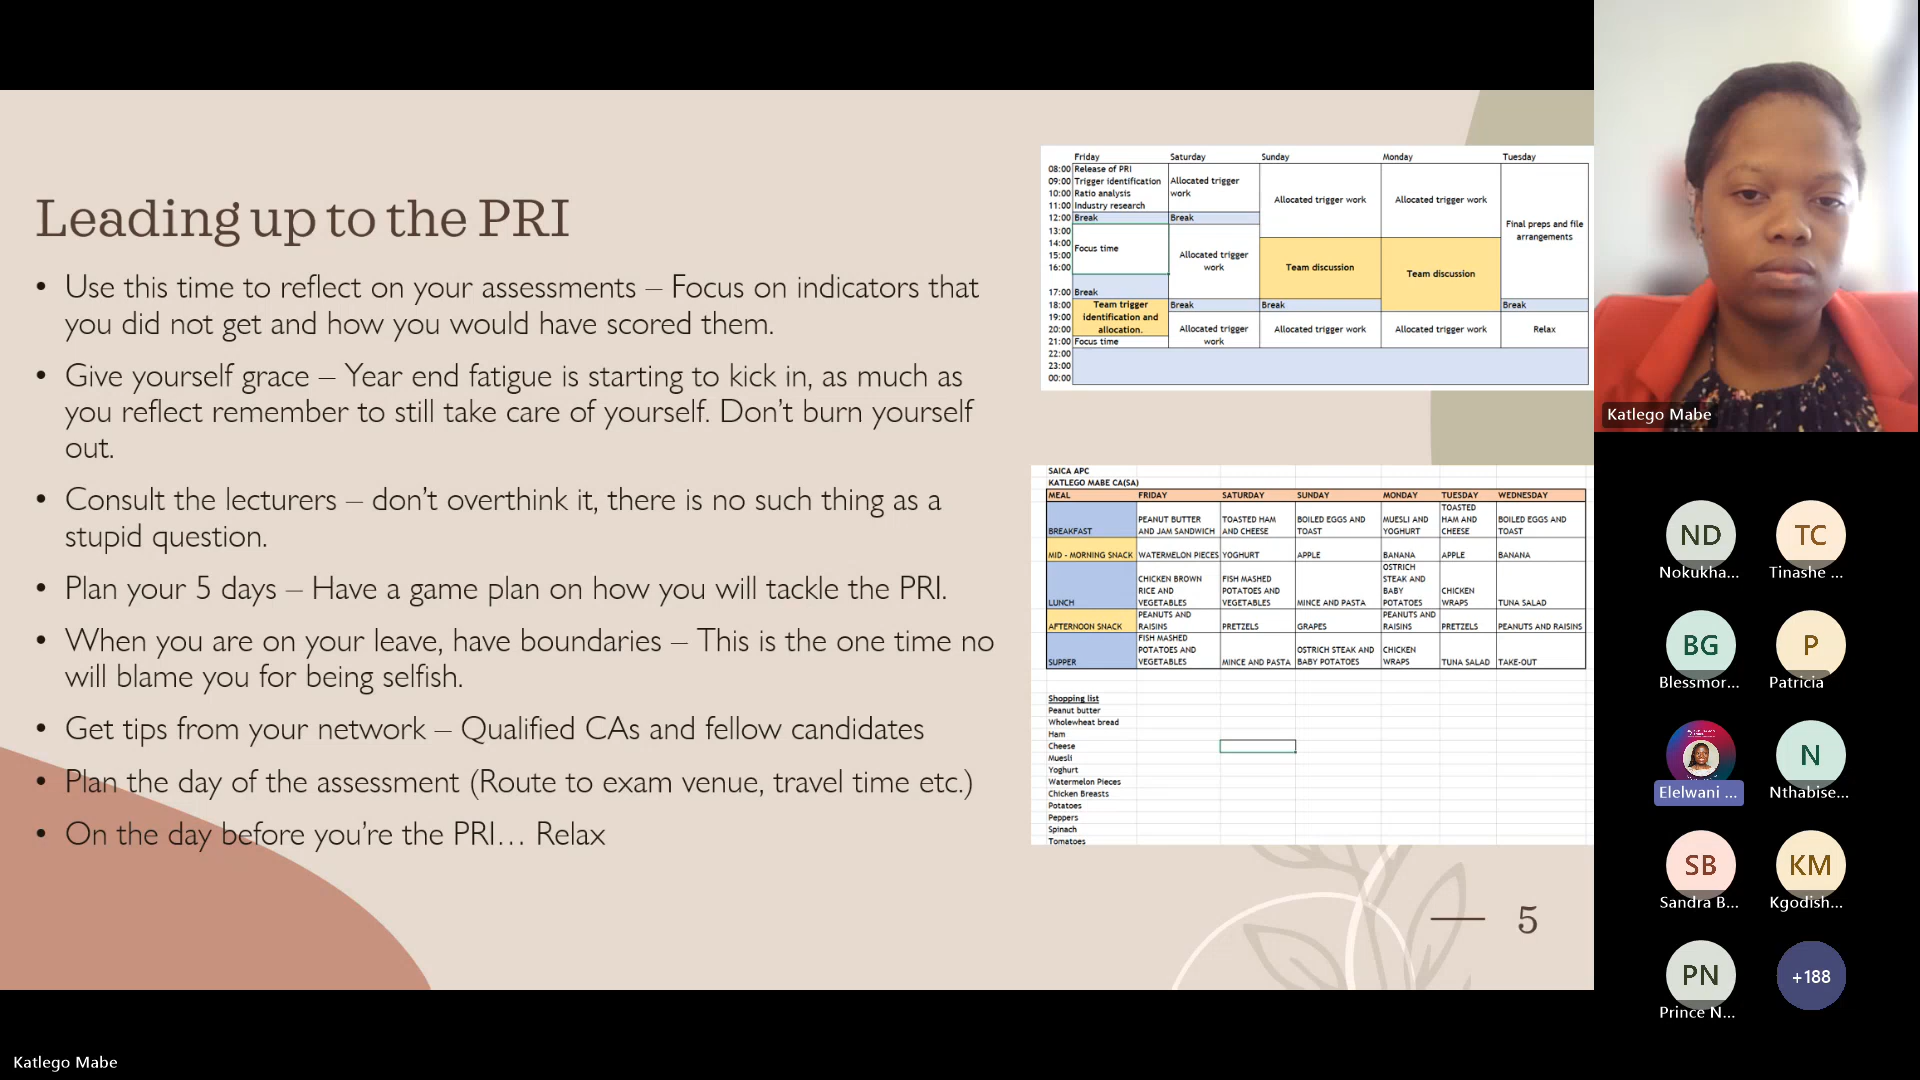 Leading up to the PRI
• Use this time to reflect on your assessments – Focus on indicators that
you did not get and how you would have scored them.
• Give yourself grace – Year end fatigue is starting to kick in, as much as
you reflect remember to still take care of yourself. Don't burn yourself
out.
• Consult the lecturers – don't overthink it, there is no such thing as a
stupid question.
• Plan your 5 days – Have a game plan on how you will tackle the PRI.
• When you are on your leave, have boundaries – This is the one time no
will blame you for being selfish.
• Get tips from your network – Qualified CAs and fellow candidates
• Plan the day of the assessment (Route to exam venue, travel time etc.)
• On the day before you're the PRI… Relax
Friday Saturday Sunday Monday Tuesday
08:00 Release of PRI
09:00 Trigger identification Allocated trigger
10:00 Ratio analysis work
Allocated trigger work Allocated trigger work
11:00 Industry research
12:00 Break Break
Final preps and file
arrangements
13:00
14:00
Focus time
15:00 Allocated trigger
16:00 work
Team discussion Team discussion
17:00 Break
18:00 Team trigger Break Break Break
19:00 identification and
20:00 allocation. Allocated trigger Allocated trigger work Allocated trigger work Relax
21:00 Focus time work
22:00
23:00
00:00
SAICA APC
KATLEGO MABE CA(SA)
MEAL FRIDAY SATURDAY SUNDAY MONDAY TUESDAY WEDNESDAY
TOASTED
PEANUT BUTTER TOASTED HAM BOILED EGGS AND MUESLI AND HAM AND BOILED EGGS AND
BREAKFAST AND JAM SANDWICH AND CHEESE TOAST YOGHURT CHEESE TOAST
MID - MORNING SNACK WATERMELON PIECES YOGHURT APPLE BANANA APPLE BANANA
OSTRICH
CHICKEN BROWN FISH MASHED STEAK AND
RICE AND POTATOES AND BABY CHICKEN
LUNCH VEGETABLES VEGETABLES MINCE AND PASTA POTATOES WRAPS TUNA SALAD
PEANUTS AND PEANUTS AND
AFTERNOON SNACK RAISINS PRETZELS GRAPES RAISINS PRETZELS PEANUTS AND RAISINS
FISH MASHED
POTATOES AND OSTRICH STEAK AND CHICKEN
SUPPER VEGETABLES MINCE AND PASTA BABY POTATOES WRAPS TUNA SALAD TAKE-OUT
Shopping list
Peanut butter
Wholewheat bread
Ham
Cheese
Muesli
Yoghurt
Watermelon Pieces
Chicken Breasts
Potatoes
Peppers
Spinach
Tomatoes
5
Katlego Mabe
ND TC
Nokukha... Tinashe ...
BG P
Blessmor... Patricia
N
Elelwani ... Nthabise...
SB KM
Sandra B... Kgodish...
PN +188
Prince N...
Katlego Mabe